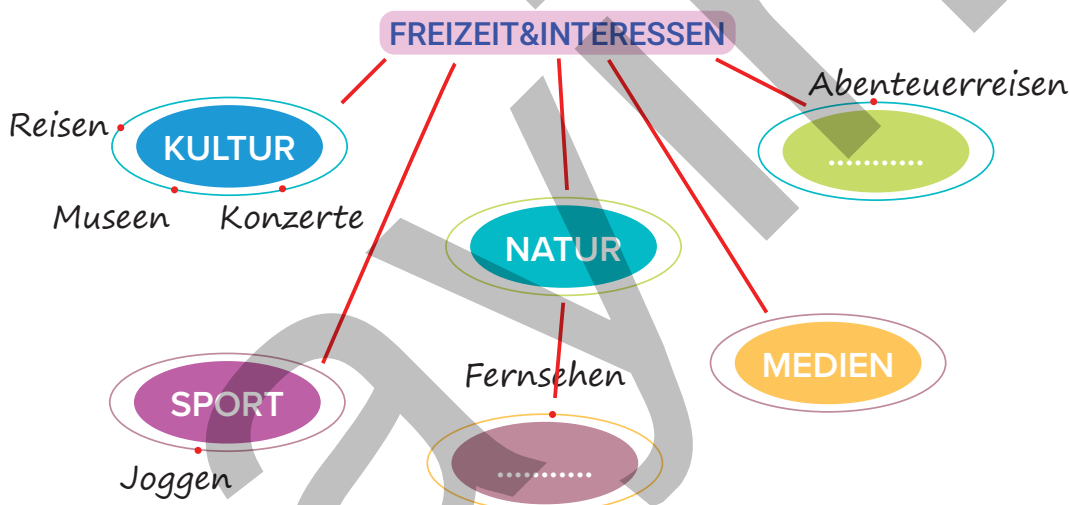 FREIZEIT&INTERESSEN
Abenteuerreisen
Reisen
KULTUR
...........
Museen
Konzerte
NATUR
MEDIEN
Fernsehen
SPORT
...........
Joggen